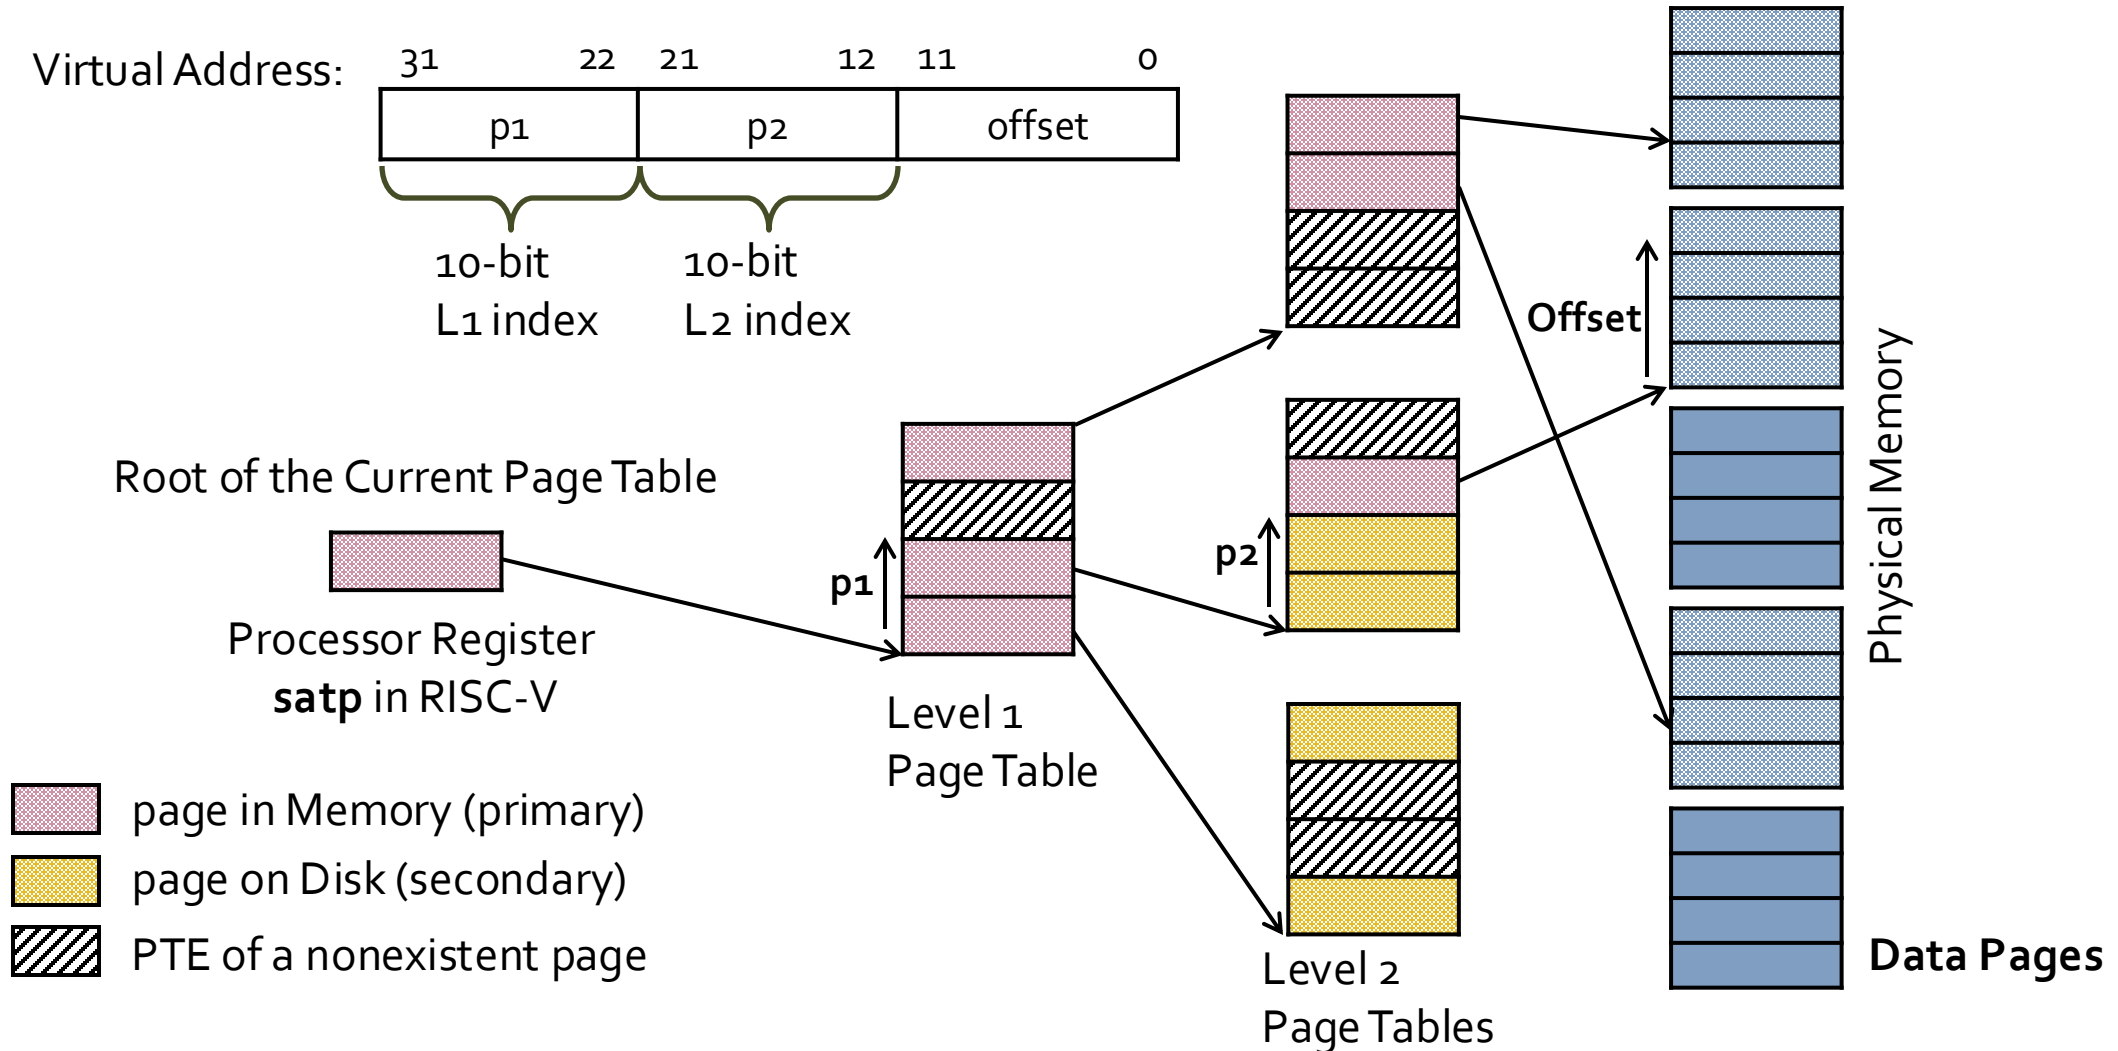 Virtual Address:
31 22 21 12 11 0
p1 p2 offset
10-bit
L1 index
10-bit
L2 index
Root of the Current Page Table
Processor Register
satp in RISC-V
p1
Level 1
Page Table
p2
Level 2
Page Tables
Offset
Physical Memory
Data Pages
page in Memory (primary)
page on Disk (secondary)
PTE of a nonexistent page